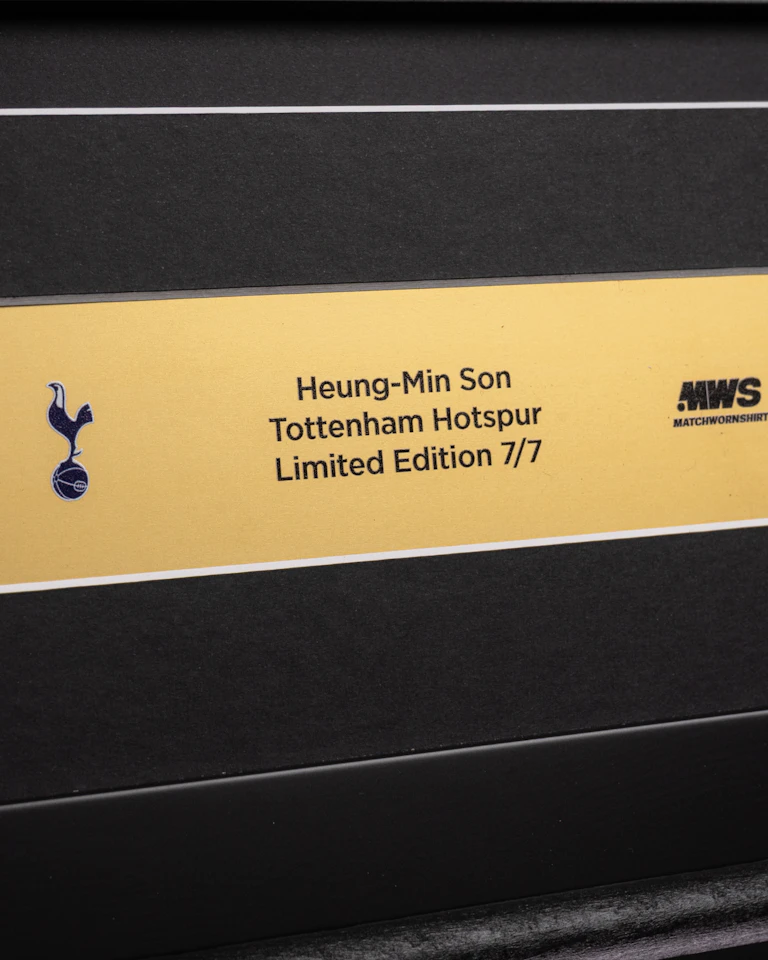 Heung-Min Son
Tottenham Hotspur
Limited Edition 7/7
MWS
MATCHWORNSHIRT